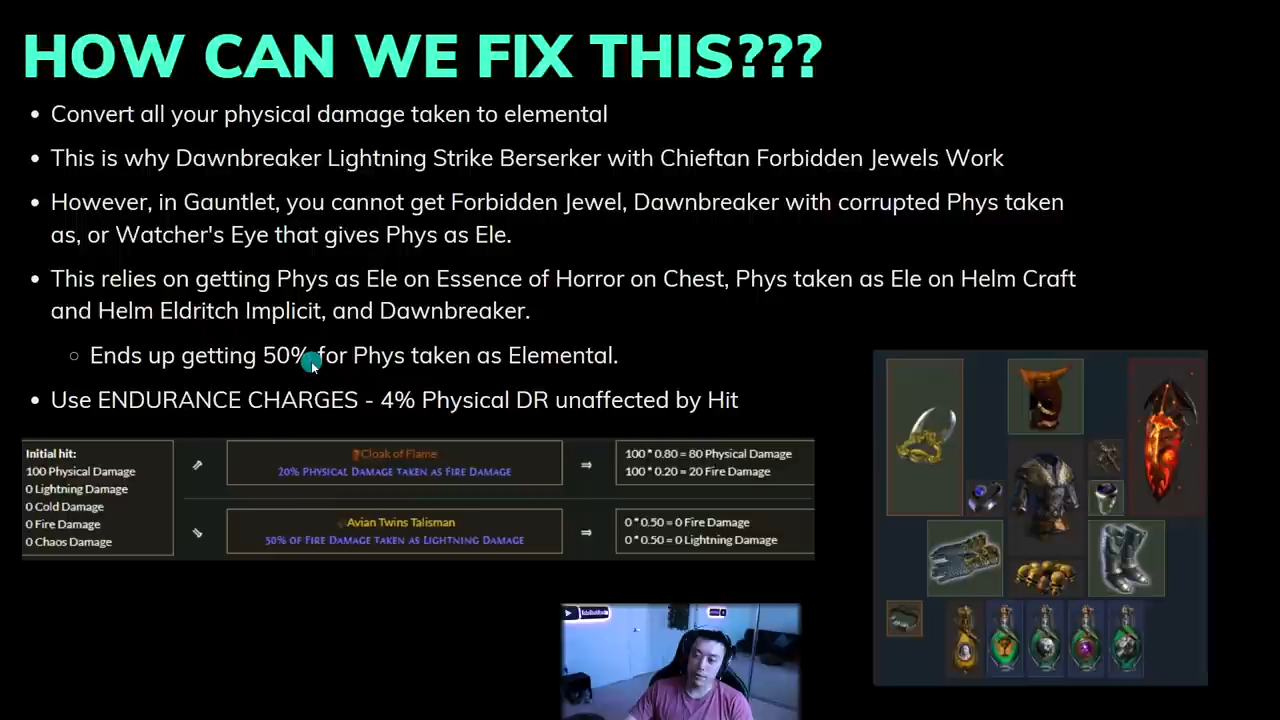 HOW CAN WE FIX THIS???
• Convert all your physical damage taken to elemental
• This is why Dawnbreaker Lightning Strike Berserker with Chieftan Forbidden Jewels Work
• However, in Gauntlet, you cannot get Forbidden Jewel, Dawnbreaker with corrupted Phys taken
as, or Watcher's Eye that gives Phys as Ele.
• This relies on getting Phys as Ele on Essence of Horror on Chest, Phys taken as Ele on Helm Craft
and Helm Eldritch Implicit, and Dawnbreaker.
○ Ends up getting 50% for Phys taken as Elemental.
• Use ENDURANCE CHARGES - 4% Physical DR unaffected by Hit
Initial hit:
100 Physical Damage
0 Lightning Damage
0 Cold Damage
0 Fire Damage
0 Chaos Damage
Cloak of Flame
20% PHYSICAL DAMAGE TAKEN AS FIRE DAMAGE
100 * 0.80 = 80 Physical Damage
100 * 0.20 = 20 Fire Damage
Avian Twins Talisman
50% OF FIRE DAMAGE TAKEN AS LIGHTNING DAMAGE
0 * 0.50 = 0 Fire Damage
0 * 0.50 = 0 Lightning Damage